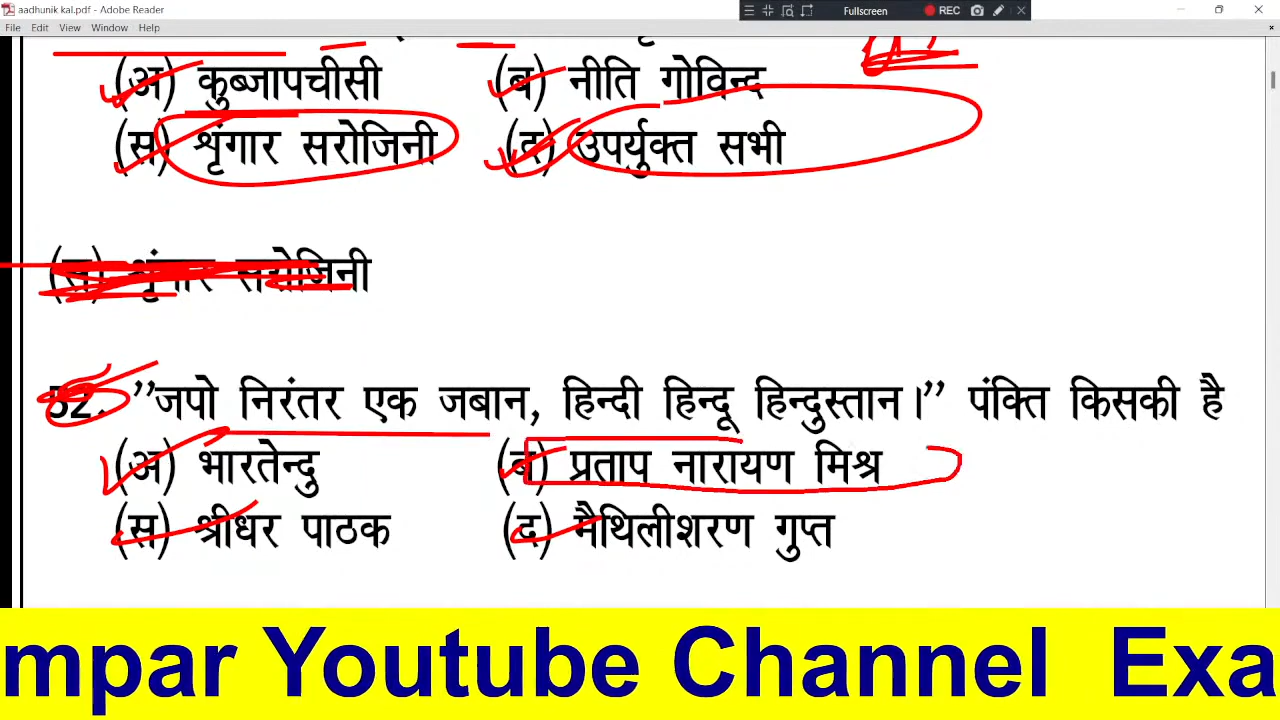 aadhunik kal.pdf - Adobe Reader
Fullscreen REC
File Edit View Window Help
(अ) कुब्जापचीसी (ब) नीति गोविन्द
(स) शृंगार सरोजिनी (द) उपर्युक्त सभी
(स) शृंगार सरोजिनी
52. ”जपो निरंतर एक जबान, हिन्दी हिन्दू हिन्दुस्तान।” पंक्ति किसकी है
(अ) भारतेन्दु (ब) प्रताप नारायण मिश्र
(स) श्रीधर पाठक (द) मैथिलीशरण गुप्त
mpar Youtube Channel Exa